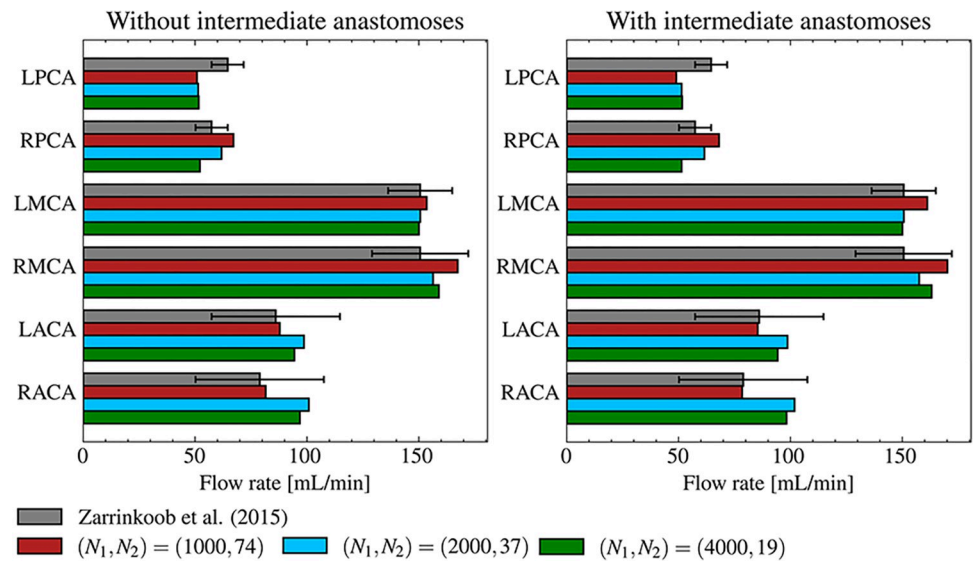 Without intermediate anastomoses
LPCA
RPCA
LMCA
RMCA
LACA
RACA
0 50 100 150
Flow rate [mL/min]
With intermediate anastomoses
LPCA
RPCA
LMCA
RMCA
LACA
RACA
0 50 100 150
Flow rate [mL/min]
Zarrinkoob et al. (2015)
(N₁,N₂) = (1000,74) (N₁,N₂) = (2000,37) (N₁,N₂) = (4000,19)